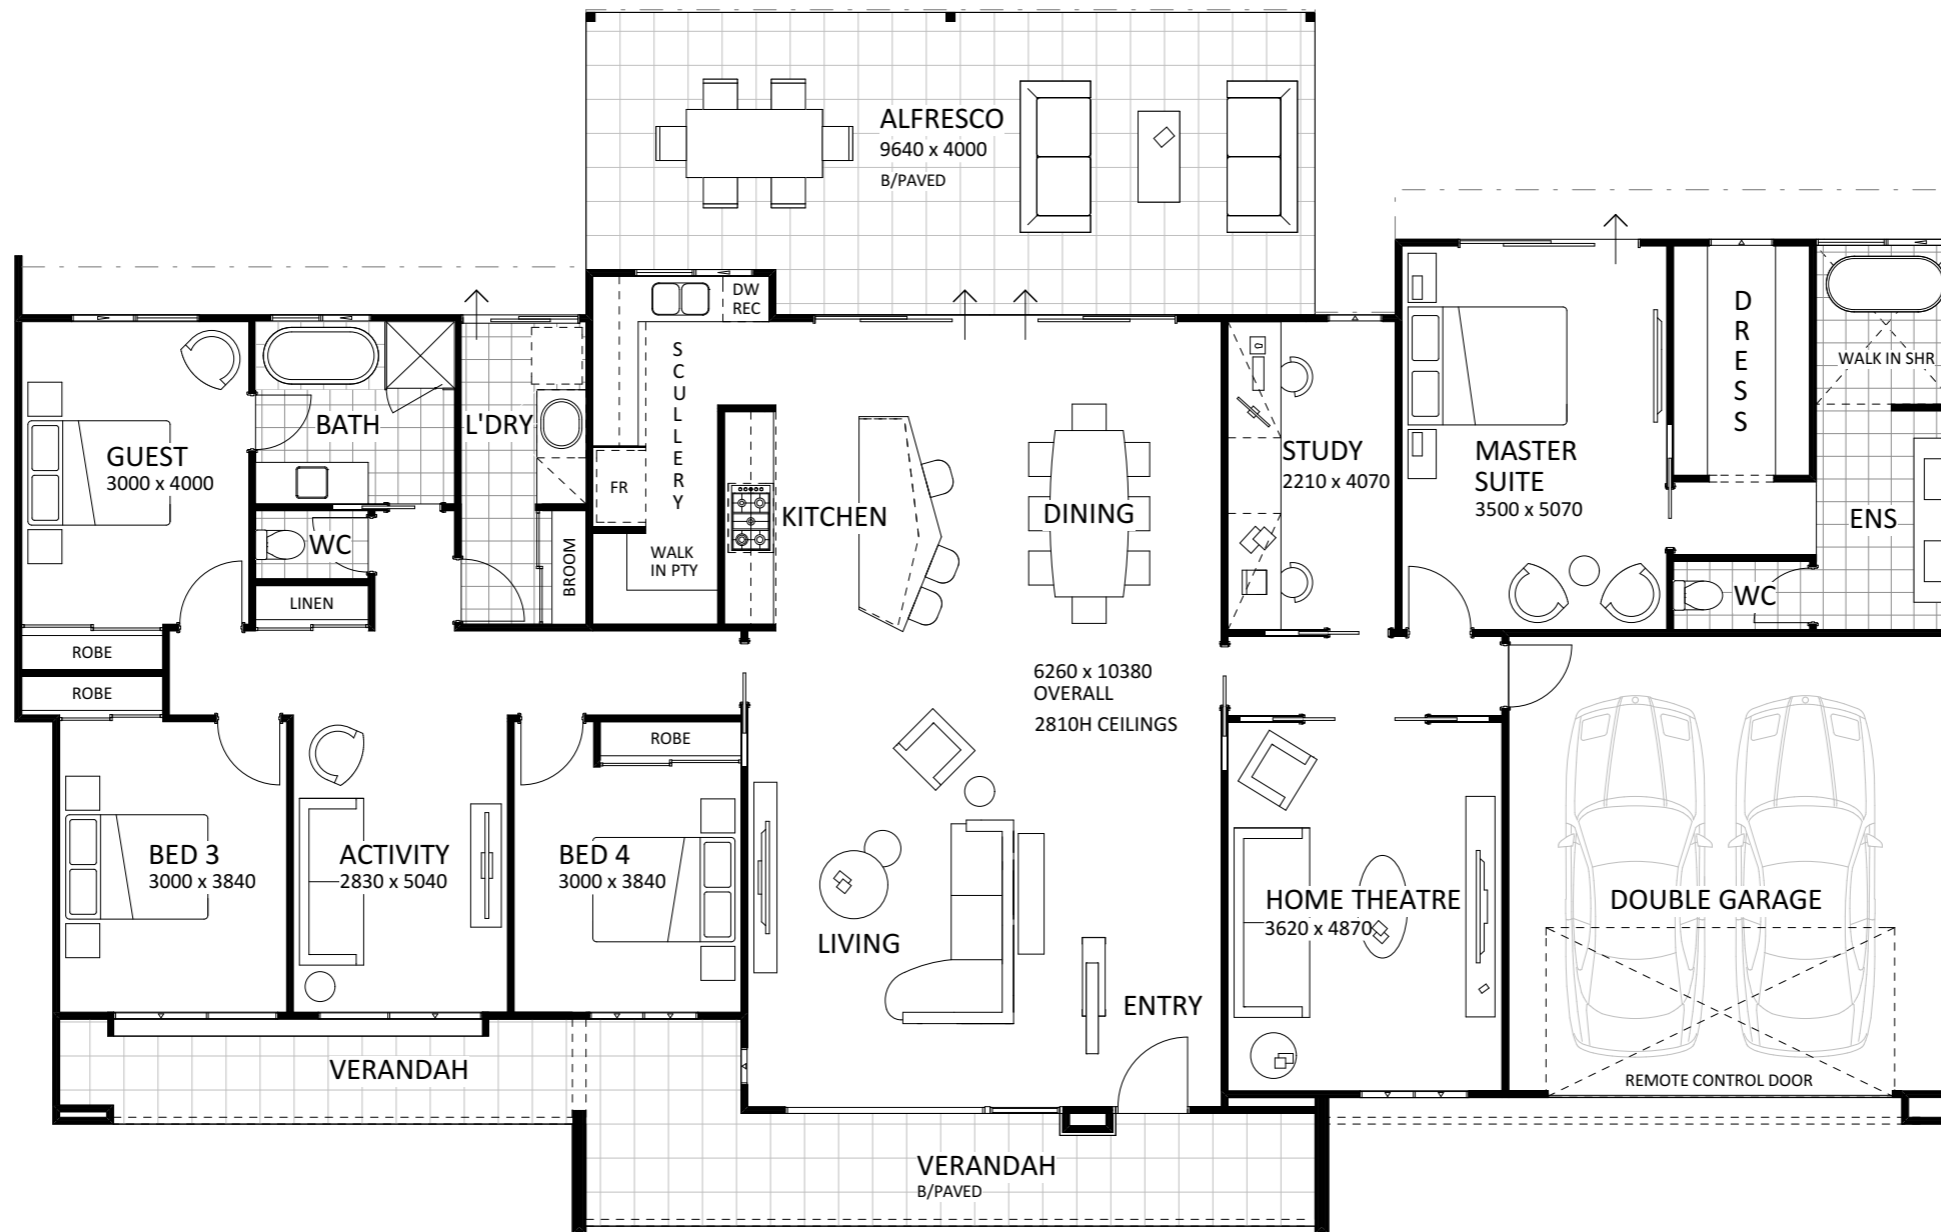 ALFRESCO
9640 x 4000
B/PAVED
DW
REC
SCULLERY
FR
WALK
IN PTY
KITCHEN
DINING
6260 x 10380
OVERALL
2810H CEILINGS
GUEST
3000 x 4000
BATH
L'DRY
WC
LINEN
BROOM
ROBE
ROBE
BED 3
3000 x 3840
ACTIVITY
2830 x 5040
ROBE
BED 4
3000 x 3840
LIVING
ENTRY
STUDY
2210 x 4070
MASTER
SUITE
3500 x 5070
DRESS
WALK IN SHR
ENS
WC
HOME THEATRE
3620 x 4870
DOUBLE GARAGE
REMOTE CONTROL DOOR
VERANDAH
VERANDAH
B/PAVED